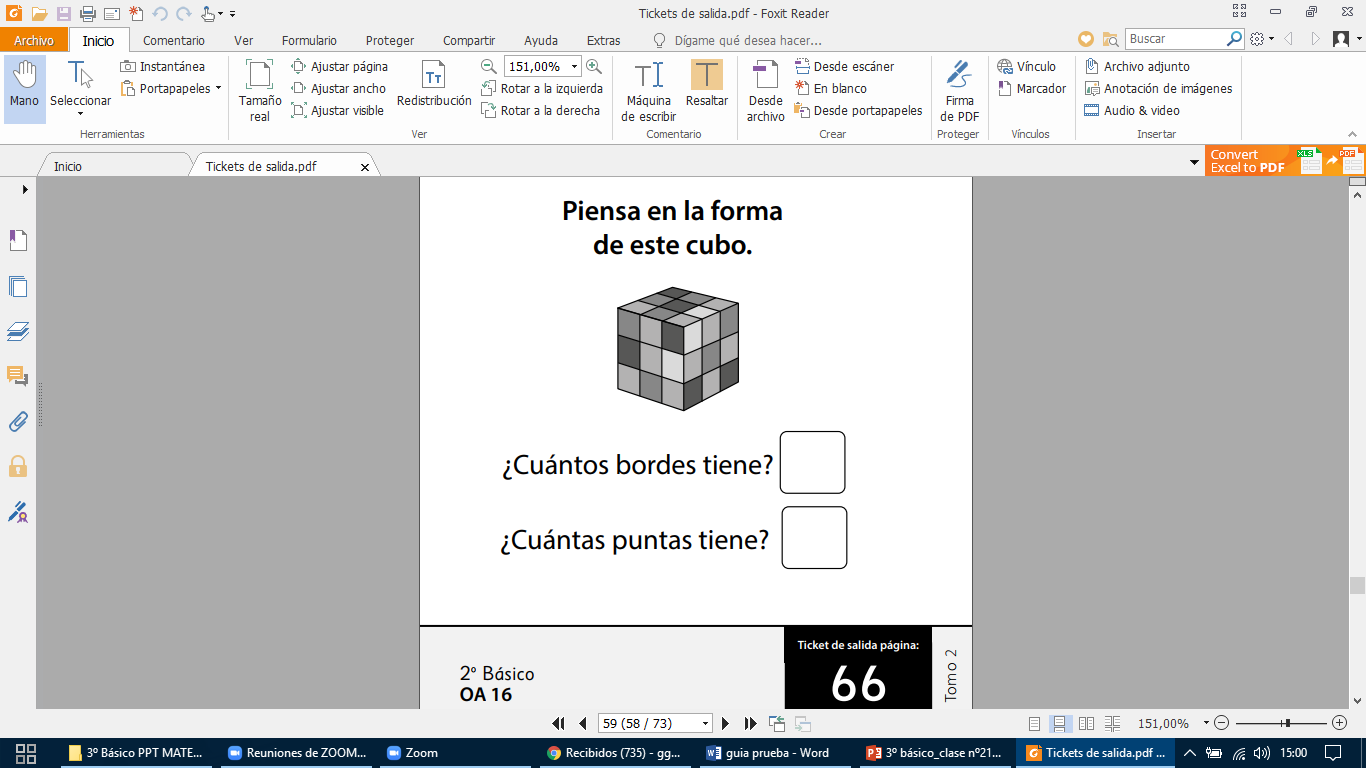 Tickets de salida.pdf - Foxit Reader
Archivo Inicio Comentario Ver Formulario Proteger Compartir Ayuda Extras Dígame qué desea hacer... Buscar
Mano
Seleccionar
Instantánea
Portapapeles
Herramientas
Tamaño real
Ajustar página
Ajustar ancho
Ajustar visible
Redistribución
151,00%
Rotar a la izquierda
Rotar a la derecha
Ver
Máquina de escribir
Resaltar
Comentario
Desde archivo
Desde escáner
En blanco
Desde portapapeles
Crear
Firma de PDF
Proteger
Vínculo
Marcador
Vínculos
Archivo adjunto
Anotación de imágenes
Audio & video
Insertar
Inicio
Tickets de salida.pdf
Convert
Excel to PDF
XLS
PDF
Piensa en la forma
de este cubo.
¿Cuántos bordes tiene?
¿Cuántas puntas tiene?
2º Básico
OA 16
Ticket de salida página:
66
Tomo 2
59 (58 / 73)
151,00%
3º Básico PPT MATE...
Reuniones de ZOOM...
Zoom
Recibidos (735) - gg...
guia prueba - Word
3º básico_clase nº21...
Tickets de salida.pdf ...
15:00